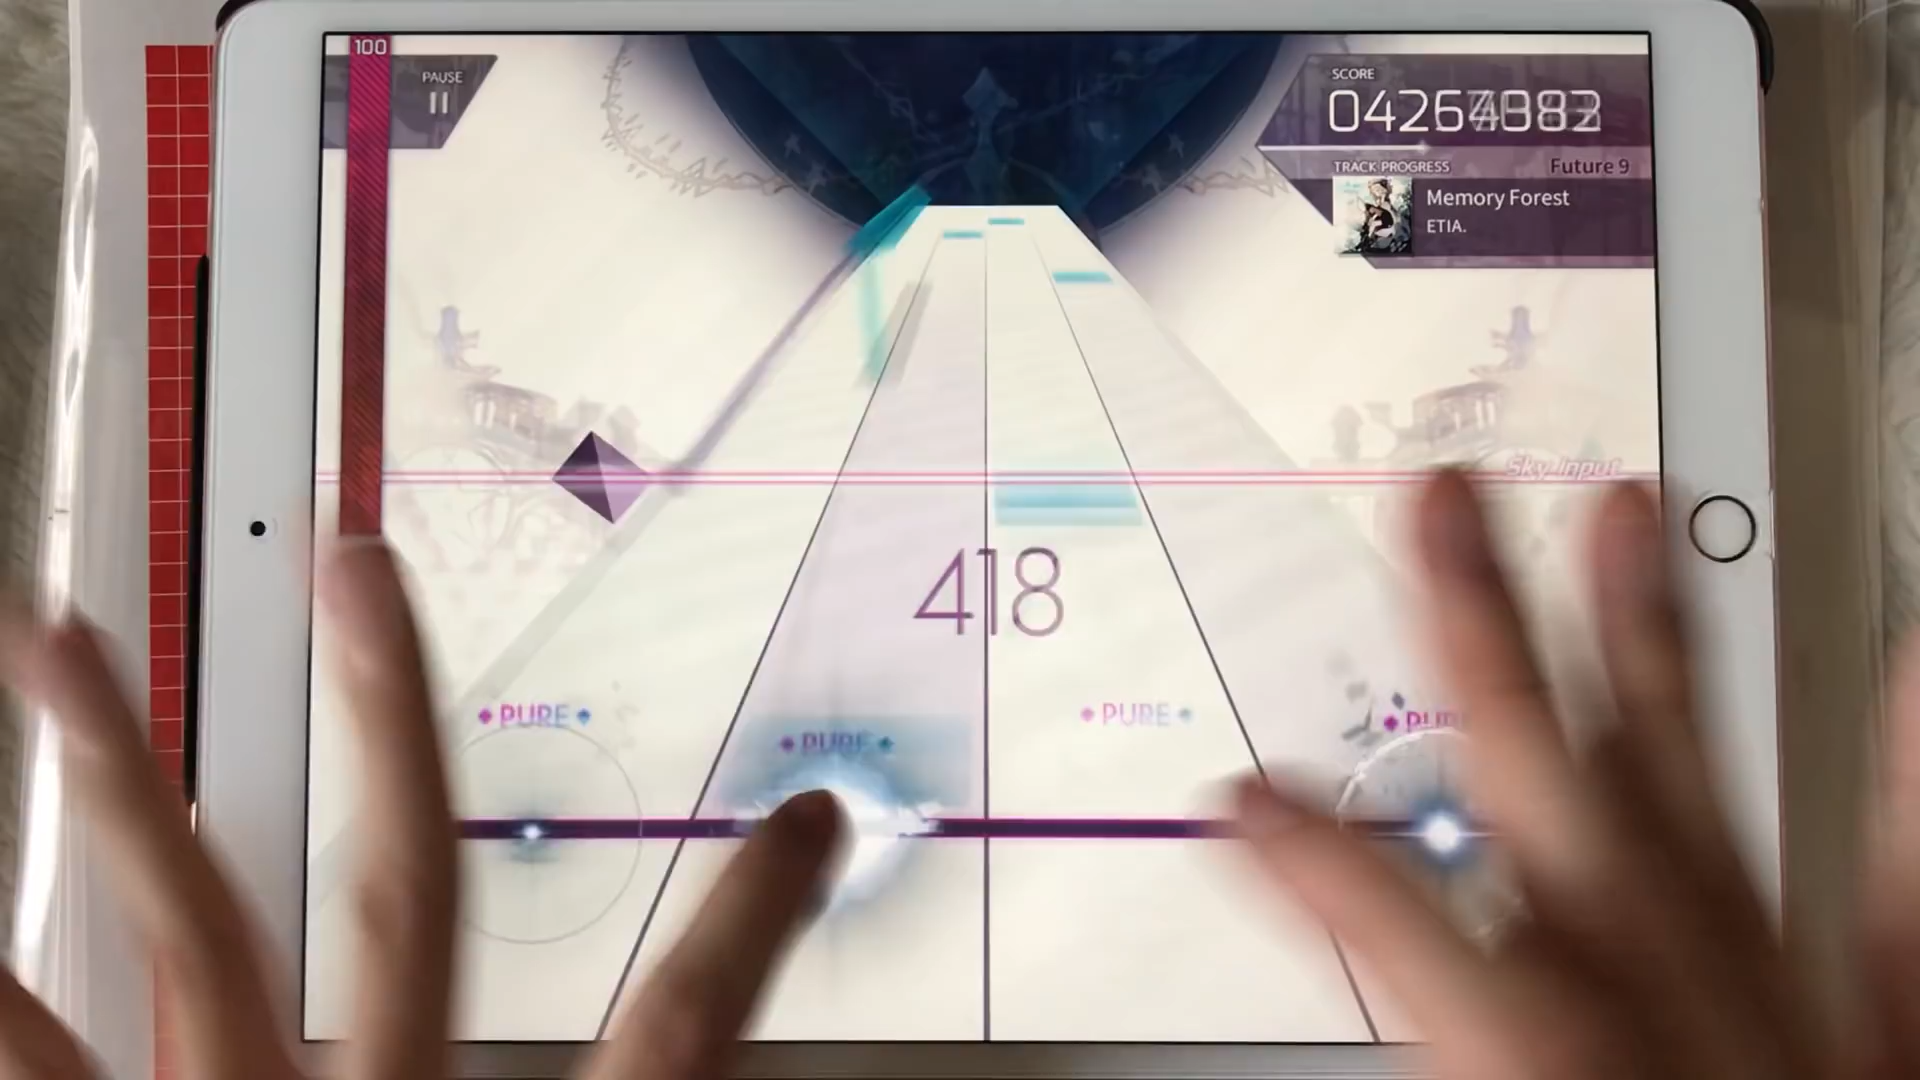 100
PAUSE
SCORE
TRACK PROGRESS
Future 9
Memory Forest
ETIA.
Sky Input
418
PURE
PURE
PURE